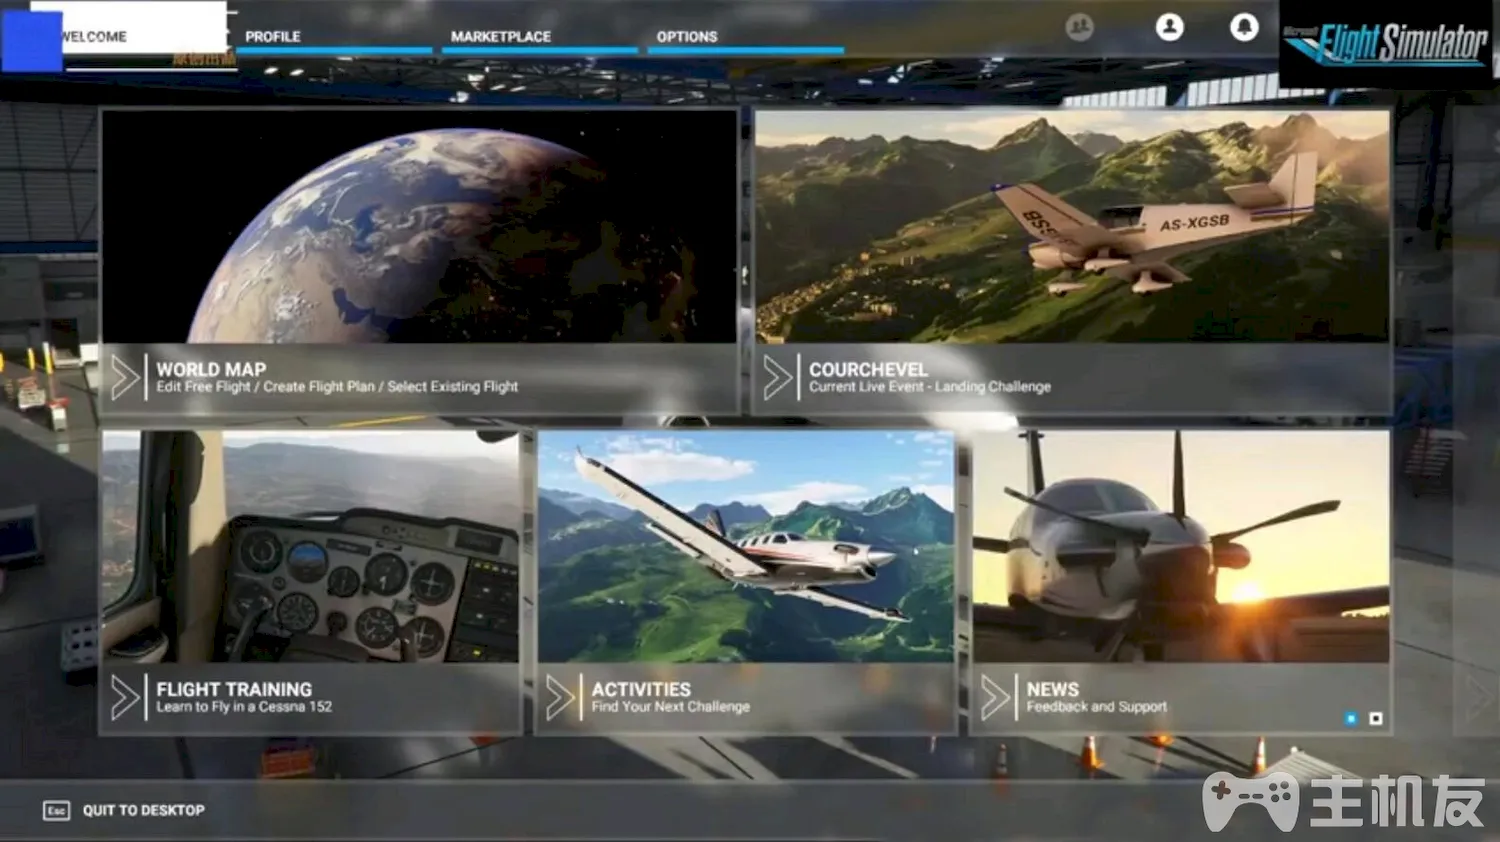 WELCOME
PROFILE
MARKETPLACE
OPTIONS
Microsoft
Flight Simulator
AS-XGSB
WORLD MAP
Edit Free Flight / Create Flight Plan / Select Existing Flight
COURCHEVEL
Current Live Event - Landing Challenge
FLIGHT TRAINING
Learn to Fly in a Cessna 152
ACTIVITIES
Find Your Next Challenge
NEWS
Feedback and Support
Esc
QUIT TO DESKTOP
主机友